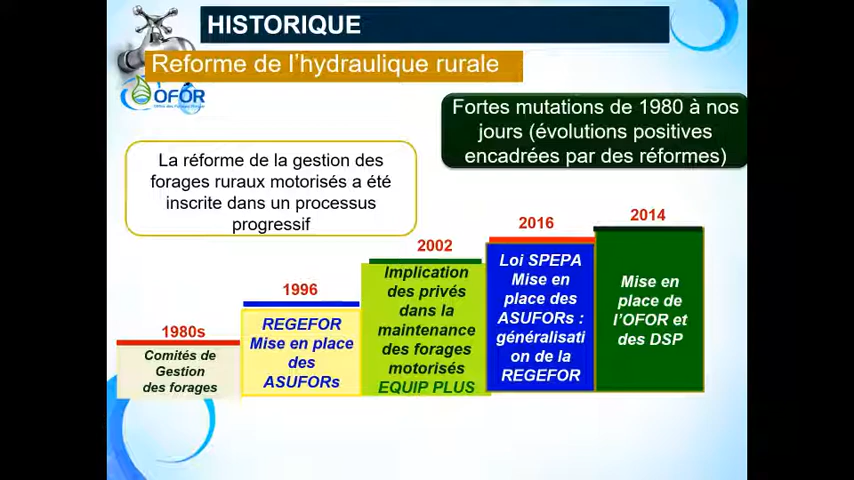 HISTORIQUE
Reforme de l'hydraulique rurale
OFOR
Fortes mutations de 1980 à nos
jours (évolutions positives
encadrées par des réformes)
La réforme de la gestion des
forages ruraux motorisés a été
inscrite dans un processus
progressif
1980s
Comités de
Gestion
des forages
1996
REGEFOR
Mise en place
des
ASUFORs
2002
Implication
des privés
dans la
maintenance
des forages
motorisés
EQUIP PLUS
2016
Loi SPEPA
Mise en
place des
ASUFORs :
généralisati
on de la
REGEFOR
2014
Mise en
place de
l'OFOR et
des DSP